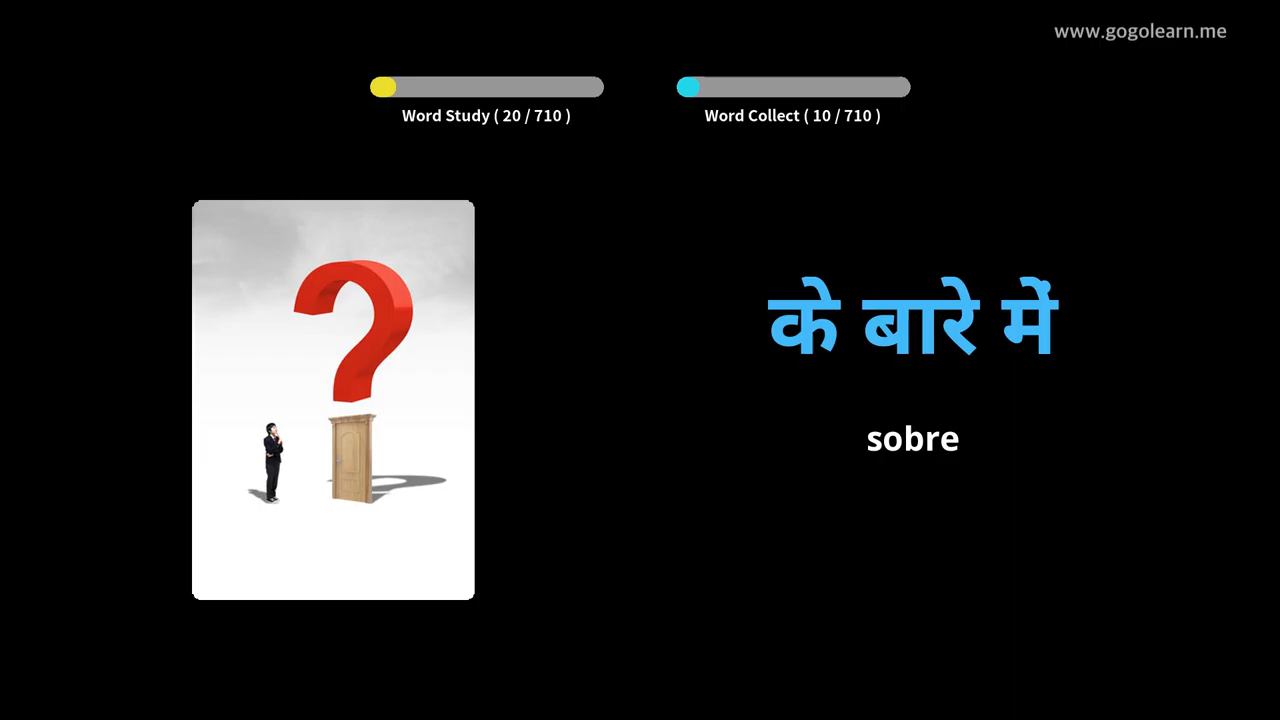 www.gogolearn.me
Word Study ( 20 / 710 )
Word Collect ( 10 / 710 )
के बारे में
sobre